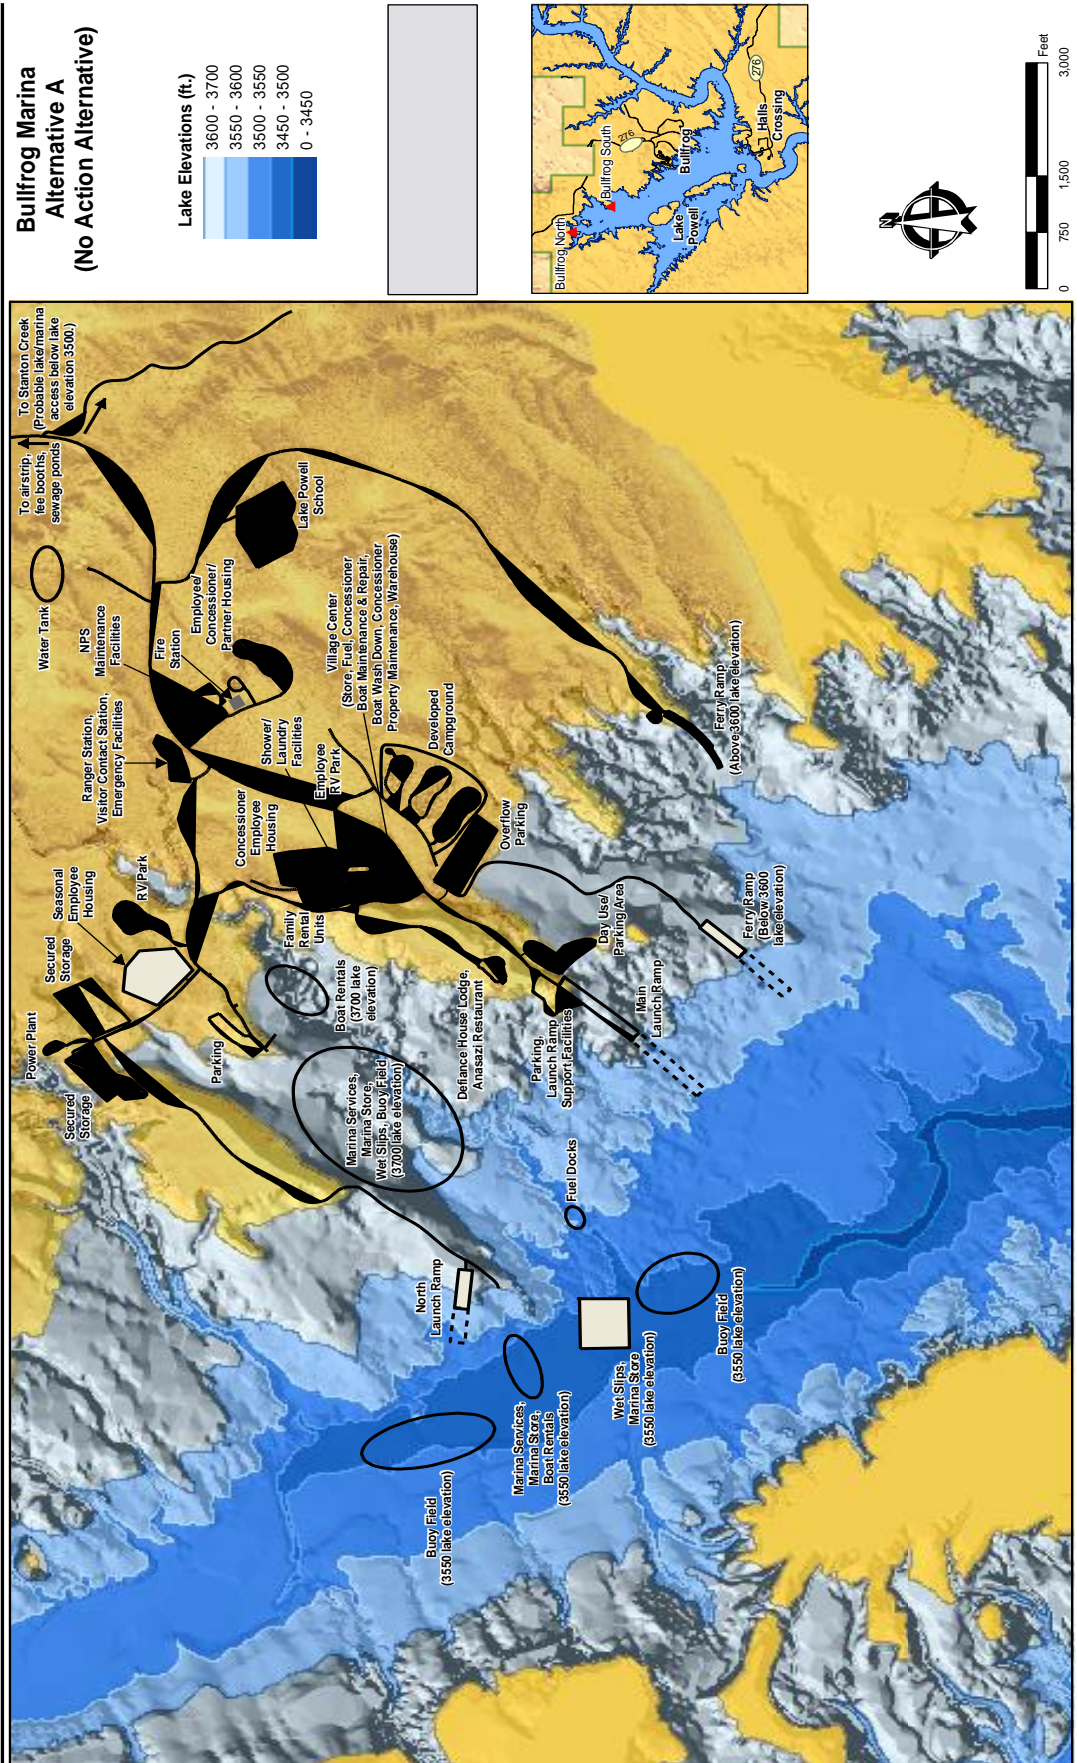 Bullfrog Marina
Alternative A
(No Action Alternative)
Lake Elevations (ft.)
3600 - 3700
3550 - 3600
3500 - 3550
3450 - 3500
0 - 3450
Bullfrog North
Bullfrog South
276
Bullfrog
Lake
Powell
Halls
Crossing
276
N
0
750
1,500
3,000
Feet
To airstrip,
fee booths,
sewage ponds
To Stanton Creek
(Probable lake/marina
access below lake
elevation 3500.)
Water Tank
NPS
Maintenance
Facilities
Fire
Station
Employee/
Concessioner/
Partner Housing
Lake Powell
School
Ranger Station,
Visitor Contact Station,
Emergency Facilities
Shower/
Laundry
Facilities
Employee
RV Park
Village Center
(Store, Fuel, Concessioner
Boat Maintenance & Repair,
Boat Wash Down, Concessioner
Property Maintenance, Warehouse)
Developed
Campground
Overflow
Parking
Concessioner
Employee
Housing
Ferry Ramp
(Above 3600 lake elevation)
Power Plant
Secured
Storage
Seasonal
Employee
Housing
RV Park
Secured
Storage
Parking
Family
Rental
Units
Boat Rentals
(3700 lake
elevation)
Marina Services,
Marina Store,
Wet Slips, Buoy Field
(3700 lake elevation)
Defiance House Lodge,
Anasazi Restaurant
Parking,
Launch Ramp
Support Facilities
Day Use/
Parking Area
Main
Launch Ramp
Ferry Ramp
(Below 3600
lake elevation)
North
Launch Ramp
Fuel Docks
Buoy Field
(3550 lake elevation)
Marina Services,
Marina Store,
Boat Rentals
(3550 lake elevation)
Wet Slips,
Marina Store
(3550 lake elevation)
Buoy Field
(3550 lake elevation)